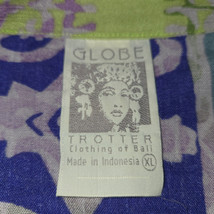 GLOBE
TROTTER
Clothing of Bali
Made in Indonesia XL